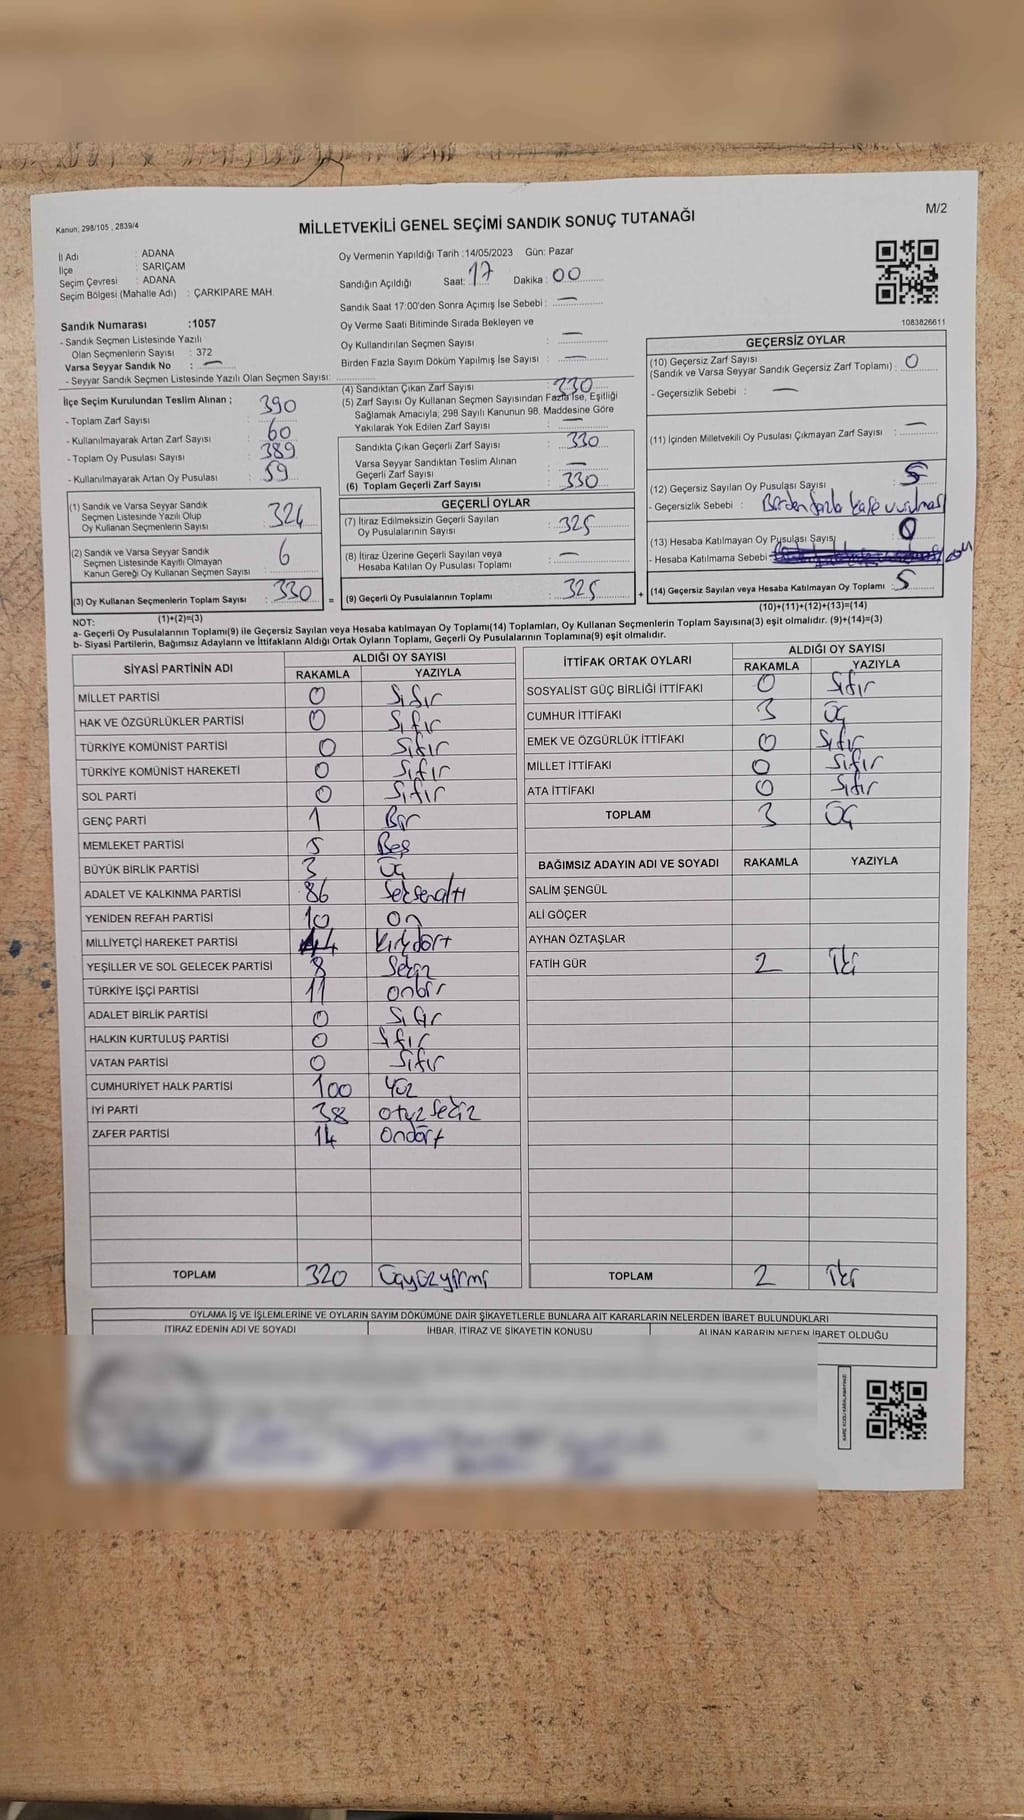 Kanun, 298/105 , 2839/4
MİLLETVEKİLİ GENEL SEÇİMİ SANDIK SONUÇ TUTANAĞI
M/2
İl Adı : ADANA
İlçe : SARIÇAM
Seçim Çevresi : ADANA
Seçim Bölgesi (Mahalle Adı) : ÇARKIPARE MAH.
Sandık Numarası :1057
- Sandık Seçmen Listesinde Yazılı
Olan Seçmenlerin Sayısı : 372
Varsa Seyyar Sandık No : —
- Seyyar Sandık Seçmen Listesinde Yazılı Olan Seçmen Sayısı:
Oy Vermenin Yapıldığı Tarih :14/05/2023 Gün: Pazar
Sandığın Açıldığı Saat: 17 Dakika : 00
Sandık Saat 17:00'den Sonra Açımış İse Sebebi : —
Oy Verme Saati Bitiminde Sırada Bekleyen ve
Oy Kullandırılan Seçmen Sayısı —
Birden Fazla Sayım Döküm Yapılmış İse Sayısı : —
1083826611
İlçe Seçim Kurulundan Teslim Alınan ;
- Toplam Zarf Sayısı 390
- Kullanılmayarak Artan Zarf Sayısı 60
- Toplam Oy Pusulası Sayısı 389
- Kullanılmayarak Artan Oy Pusulası : 59
(1) Sandık ve Varsa Seyyar Sandık
Seçmen Listesinde Yazılı Olup
Oy Kullanan Seçmenlerin Sayısı : 324
(2) Sandık ve Varsa Seyyar Sandık
Seçmen Listesinde Kayıtlı Olmayan
Kanun Gereği Oy Kullanan Seçmen Sayısı : 6
(3) Oy Kullanan Seçmenlerin Toplam Sayısı : 330
(1)+(2)=(3)
(4) Sandıktan Çıkan Zarf Sayısı : 330
(5) Zarf Sayısı Oy Kullanan Seçmen Sayısından Fazla İse, Eşitliği
Sağlamak Amacıyla; 298 Sayılı Kanunun 98. Maddesine Göre
Yakılarak Yok Edilen Zarf Sayısı : —
Sandıkta Çıkan Geçerli Zarf Sayısı : 330
Varsa Seyyar Sandıktan Teslim Alınan
Geçerli Zarf Sayısı : —
(6) Toplam Geçerli Zarf Sayısı : 330
GEÇERLİ OYLAR
(7) İtiraz Edilmeksizin Geçerli Sayılan
Oy Pusulalarının Sayısı : 325
(8) İtiraz Üzerine Geçerli Sayılan veya
Hesaba Katılan Oy Pusulası Toplamı : —
= (9) Geçerli Oy Pusulalarının Toplamı : 325
GEÇERSİZ OYLAR
(10) Geçersiz Zarf Sayısı
(Sandık ve Varsa Seyyar Sandık Geçersiz Zarf Toplamı) : 0
- Geçersizlik Sebebi : —
(11) İçinden Milletvekili Oy Pusulası Çıkmayan Zarf Sayısı : —
(12) Geçersiz Sayılan Oy Pusulası Sayısı : 5
- Geçersizlik Sebebi : Birden fazla kaşe vurulması
(13) Hesaba Katılmayan Oy Pusulası Sayısı : 0
- Hesaba Katılmama Sebebi :
+ (14) Geçersiz Sayılan veya Hesaba Katılmayan Oy Toplamı : 5
(10)+(11)+(12)+(13)=(14)
NOT:
a- Geçerli Oy Pusulalarının Toplamı(9) ile Geçersiz Sayılan veya Hesaba katılmayan Oy Toplamı(14) Toplamları, Oy Kullanan Seçmenlerin Toplam Sayısına(3) eşit olmalıdır. (9)+(14)=(3)
b- Siyasi Partilerin, Bağımsız Adayların ve İttifakların Aldığı Ortak Oyların Toplamı, Geçerli Oy Pusulalarının Toplamına(9) eşit olmalıdır.
SİYASİ PARTİNİN ADI ALDIĞI OY SAYISI
RAKAMLA YAZIYLA
MİLLET PARTİSİ 0 Sıfır
HAK VE ÖZGÜRLÜKLER PARTİSİ 0 Sıfır
TÜRKİYE KOMÜNİST PARTİSİ 0 Sıfır
TÜRKİYE KOMÜNİST HAREKETİ 0 Sıfır
SOL PARTİ 0 Sıfır
GENÇ PARTİ 1 Bir
MEMLEKET PARTİSİ 5 Beş
BÜYÜK BİRLİK PARTİSİ 3 Üç
ADALET VE KALKINMA PARTİSİ 86 Seksenaltı
YENİDEN REFAH PARTİSİ 10 On
MİLLİYETÇİ HAREKET PARTİSİ 44 Kırkdört
YEŞİLLER VE SOL GELECEK PARTİSİ 8 Sekiz
TÜRKİYE İŞÇİ PARTİSİ 11 onbir
ADALET BİRLİK PARTİSİ 0 Sıfır
HALKIN KURTULUŞ PARTİSİ 0 Sıfır
VATAN PARTİSİ 0 Sıfır
CUMHURİYET HALK PARTİSİ 100 Yüz
İYİ PARTİ 38 otuzsekiz
ZAFER PARTİSİ 14 Ondört
TOPLAM 320 Üçyüzyirmi
İTTİFAK ORTAK OYLARI ALDIĞI OY SAYISI
RAKAMLA YAZIYLA
SOSYALİST GÜÇ BİRLİĞİ İTTİFAKI 0 Sıfır
CUMHUR İTTİFAKI 3 Üç
EMEK VE ÖZGÜRLÜK İTTİFAKI 0 Sıfır
MİLLET İTTİFAKI 0 Sıfır
ATA İTTİFAKI 0 Sıfır
TOPLAM 3 Üç
BAĞIMSIZ ADAYIN ADI VE SOYADI RAKAMLA YAZIYLA
SALİM ŞENGÜL
ALİ GÖÇER
AYHAN ÖZTAŞLAR
FATİH GÜR 2 İki
TOPLAM 2 İki
OYLAMA İŞ VE İŞLEMLERİNE VE OYLARIN SAYIM DÖKÜMÜNE DAİR ŞİKAYETLERLE BUNLARA AİT KARARLARIN NELERDEN İBARET BULUNDUKLARI
İTİRAZ EDENİN ADI VE SOYADI İHBAR, İTİRAZ VE ŞİKAYETİN KONUSU ALINAN KARARIN NEDEN İBARET OLDUĞU